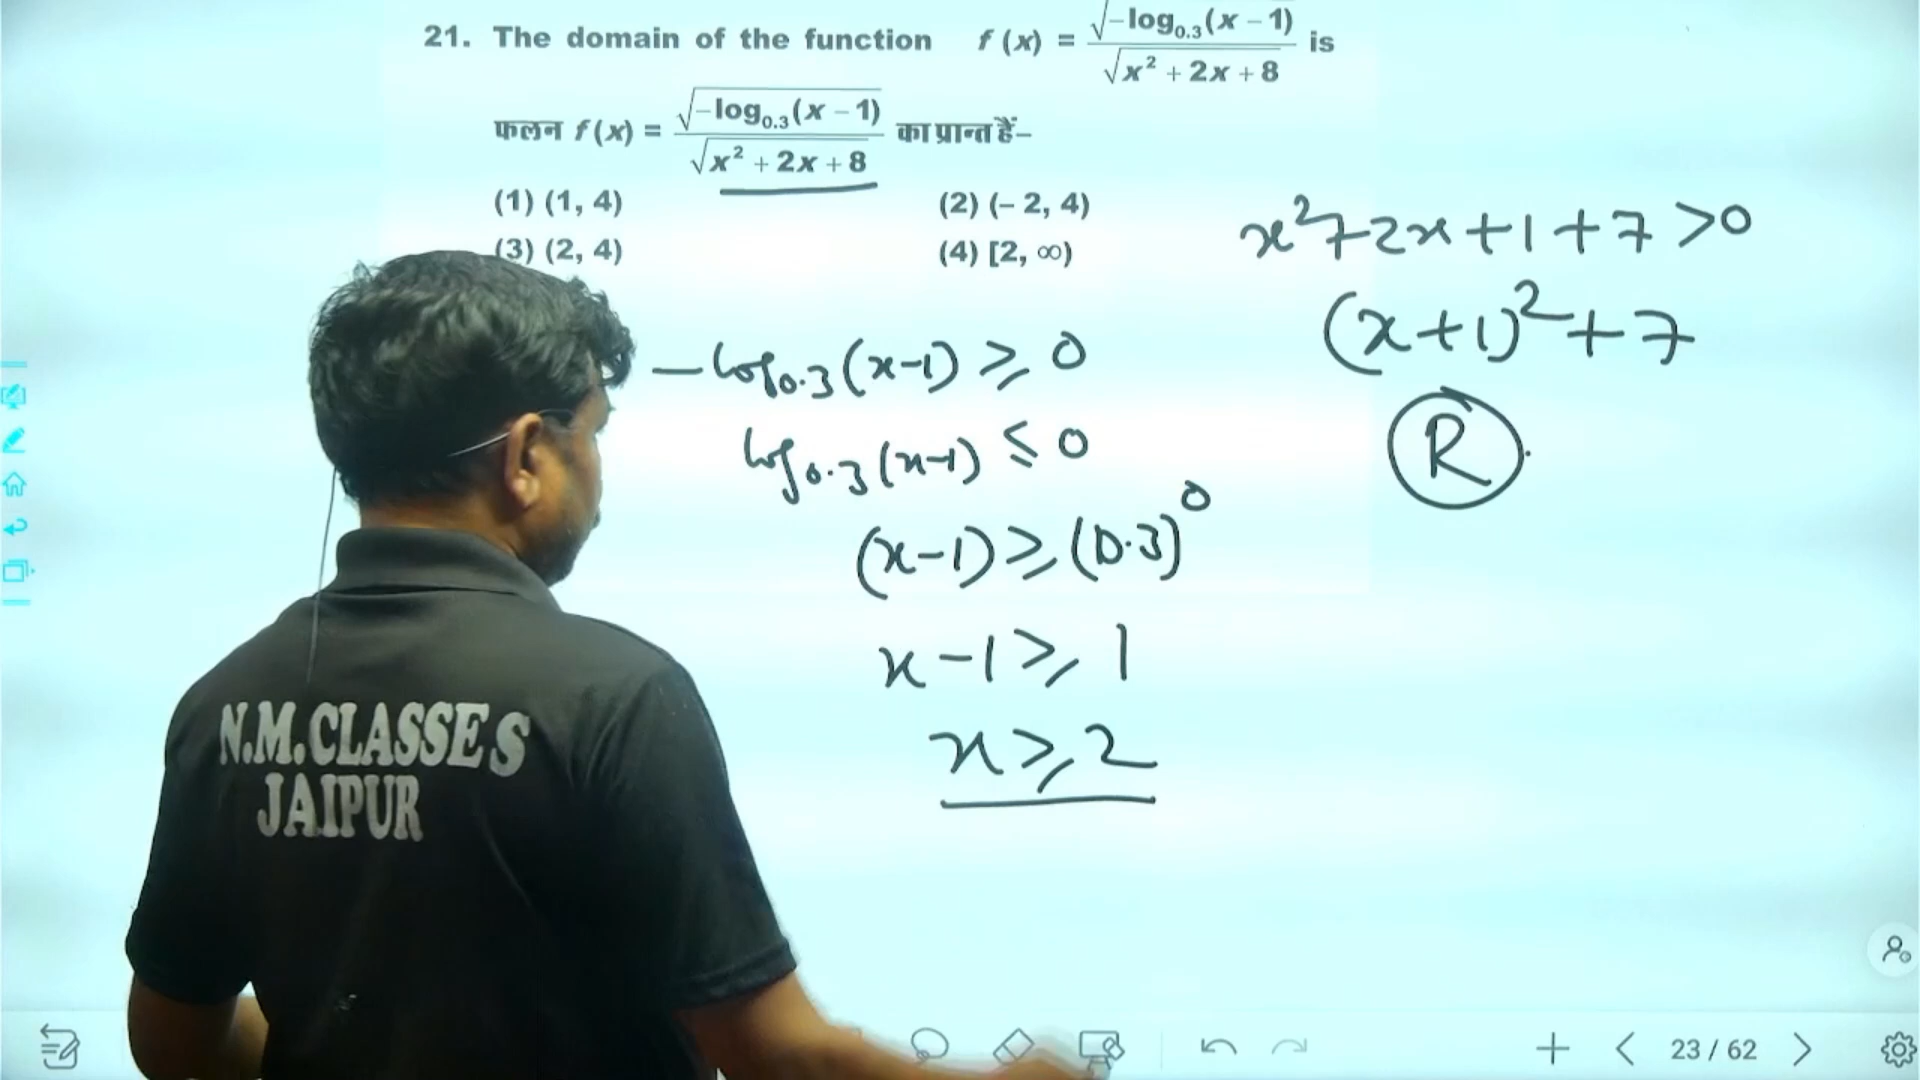 21. The domain of the function f (x) = √-log₀.₃(x - 1) / √x² + 2x + 8 is
फलन f (x) = √-log₀.₃(x - 1) / √x² + 2x + 8 का प्रान्त हैं-
(1) (1, 4) (2) (- 2, 4)
(3) (2, 4) (4) [2, ∞)
-log₀.₃(x-1) ≥ 0
log₀.₃(x-1) ≤ 0
(x-1) ≥ (0.3)⁰
x-1 ≥ 1
x ≥ 2
x²+2x+1+7 >0
(x+1)²+7
R
N.M.CLASSES
JAIPUR
23 / 62